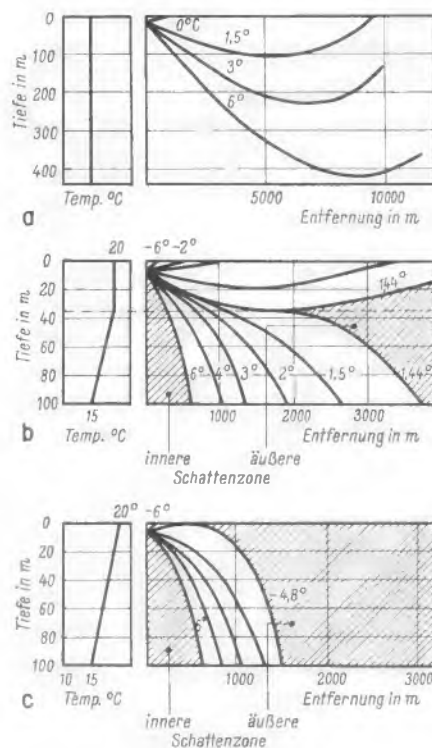 0
100
200
300
400
Tiefe in m
0°C
1,5°
3°
6°
5000
10000
Temp. °C
Entfernung in m
a
20
-6° -2°
0
20
40
60
80
100
Tiefe in m
144°
6°
4°
3°
2°
1,5°
1,44°
15
1000
2000
3000
b
Temp. °C
Entfernung in m
innere
äußere
Schattenzone
20° -6°
0
20
40
60
80
100
Tiefe in m
-4,8°
6°
10
15
0
1000
2000
3000
c
Temp. °C
Entfernung in m
innere
äußere
Schattenzone